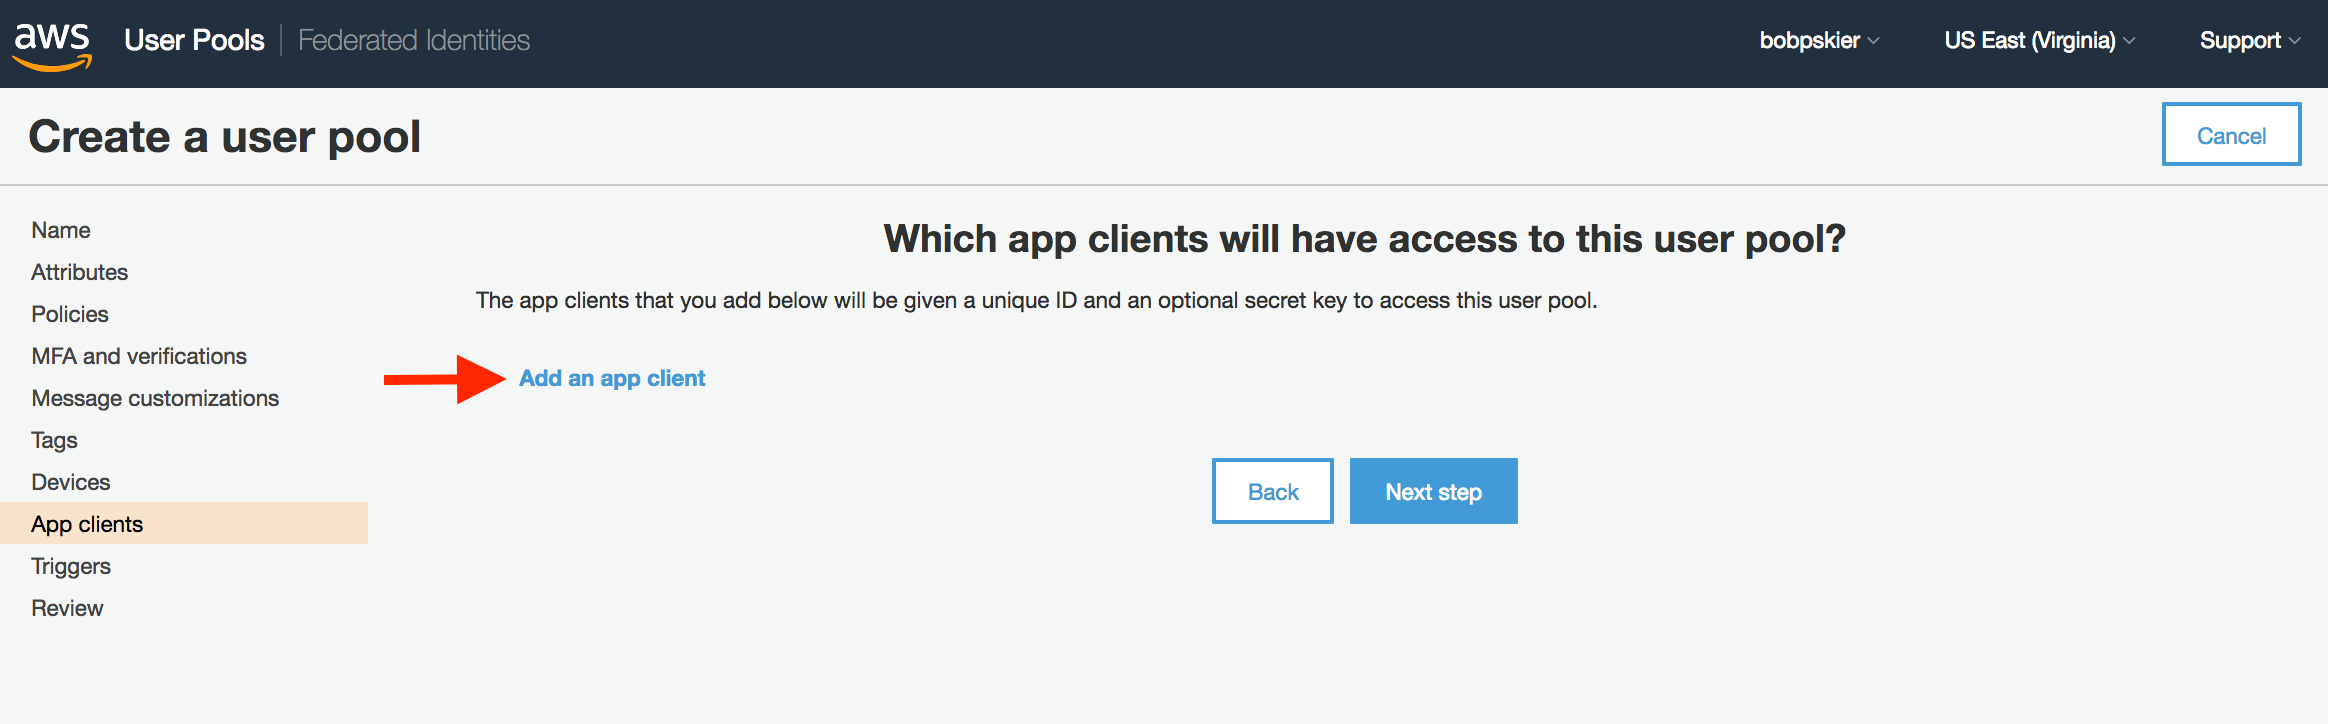 aws User Pools Federated Identities bobpskier US East (Virginia) Support
Create a user pool Cancel
Name
Attributes
Policies
MFA and verifications
Message customizations
Tags
Devices
App clients
Triggers
Review
Which app clients will have access to this user pool?
The app clients that you add below will be given a unique ID and an optional secret key to access this user pool.
Add an app client
Back Next step